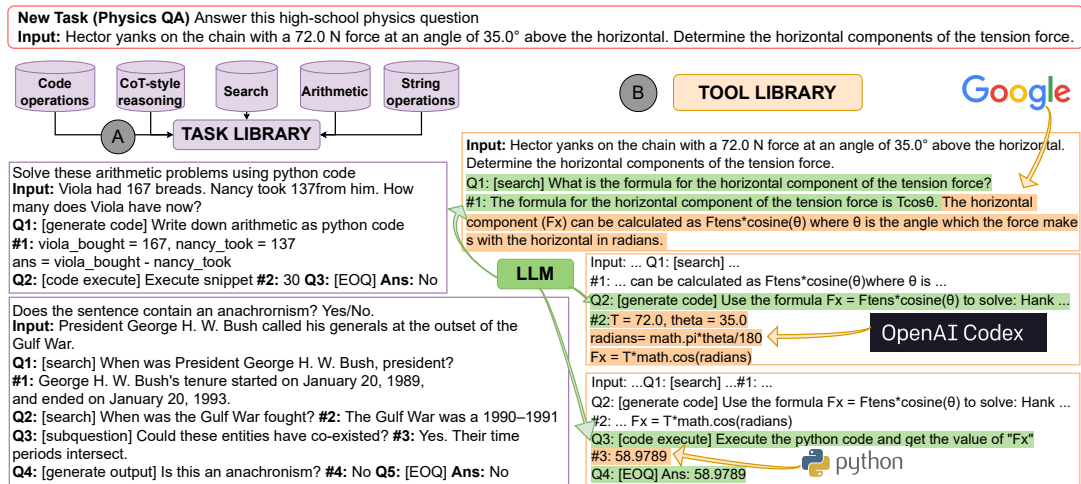 New Task (Physics QA) Answer this high-school physics question
Input: Hector yanks on the chain with a 72.0 N force at an angle of 35.0° above the horizontal. Determine the horizontal components of the tension force.
Code operations
CoT-style reasoning
Search
Arithmetic
String operations
A
TASK LIBRARY
B
TOOL LIBRARY
Google
Solve these arithmetic problems using python code
Input: Viola had 167 breads. Nancy took 137from him. How
many does Viola have now?
Q1: [generate code] Write down arithmetic as python code
#1: viola_bought = 167, nancy_took = 137
ans = viola_bought - nancy_took
Q2: [code execute] Execute snippet #2: 30 Q3: [EOQ] Ans: No
Does the sentence contain an anachrornism? Yes/No.
Input: President George H. W. Bush called his generals at the outset of the
Gulf War.
Q1: [search] When was President George H. W. Bush, president?
#1: George H. W. Bush's tenure started on January 20, 1989,
and ended on January 20, 1993.
Q2: [search] When was the Gulf War fought? #2: The Gulf War was a 1990–1991
Q3: [subquestion] Could these entities have co-existed? #3: Yes. Their time
periods intersect.
Q4: [generate output] Is this an anachronism? #4: No Q5: [EOQ] Ans: No
LLM
Input: Hector yanks on the chain with a 72.0 N force at an angle of 35.0° above the horizontal.
Determine the horizontal components of the tension force.
Q1: [search] What is the formula for the horizontal component of the tension force?
#1: The formula for the horizontal component of the tension force is Tcosθ. The horizontal
component (Fx) can be calculated as Ftens*cosine(θ) where θ is the angle which the force make
s with the horizontal in radians.
Input: ... Q1: [search] ...
#1: ... can be calculated as Ftens*cosine(θ)where θ is ...
Q2: [generate code] Use the formula Fx = Ftens*cosine(θ) to solve: Hank ...
#2:T = 72.0, theta = 35.0
radians= math.pi*theta/180
Fx = T*math.cos(radians)
OpenAI Codex
Input: ...Q1: [search] ...#1: ...
Q2: [generate code] Use the formula Fx = Ftens*cosine(θ) to solve: Hank ...
#2: ... Fx = T*math.cos(radians)
Q3: [code execute] Execute the python code and get the value of "Fx"
#3: 58.9789
Q4: [EOQ] Ans: 58.9789
python